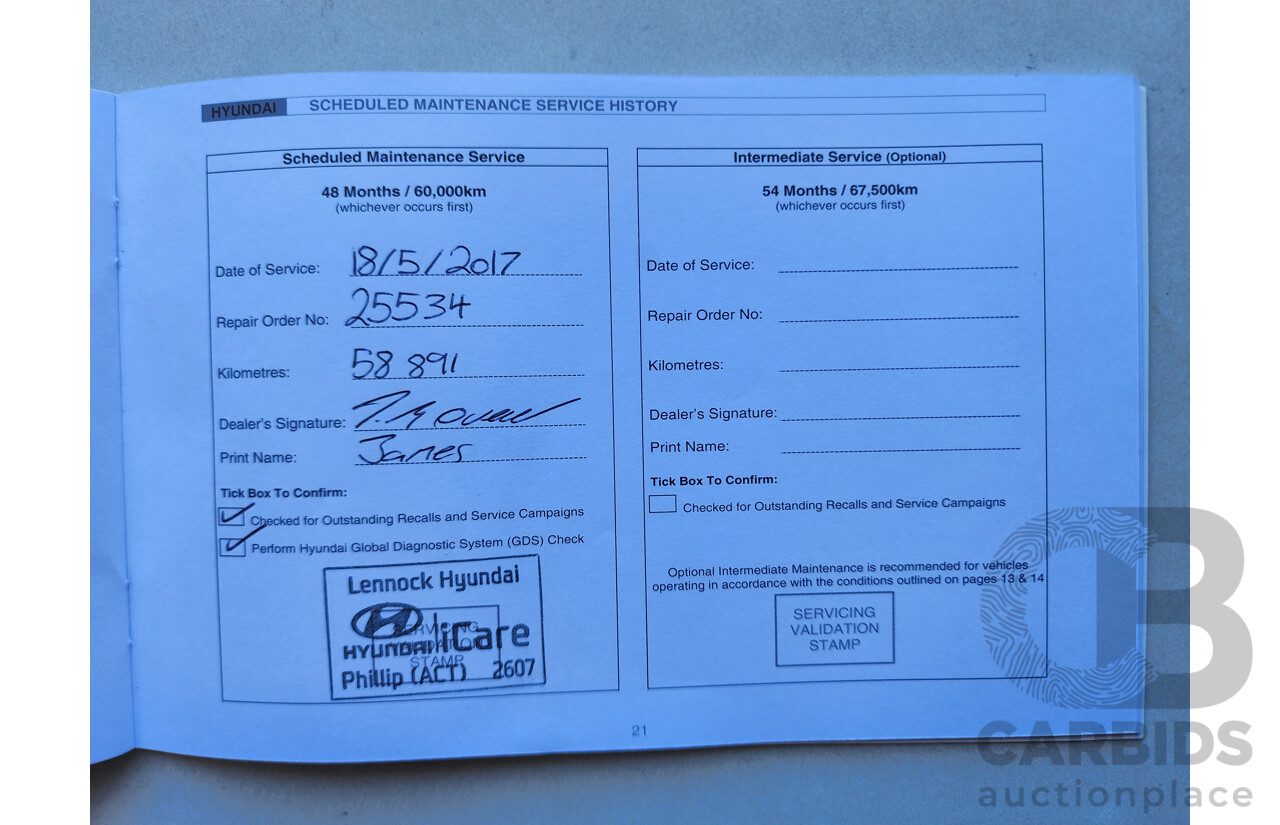 HYUNDAI SCHEDULED MAINTENANCE SERVICE HISTORY
Scheduled Maintenance Service
48 Months / 60,000km
(whichever occurs first)
Date of Service: 18/5/2017
Repair Order No: 25534
Kilometres: 58 891
Dealer's Signature:
Print Name: James
Tick Box To Confirm:
Checked for Outstanding Recalls and Service Campaigns
Perform Hyundai Global Diagnostic System (GDS) Check
Lennock Hyundai
iCare
HYUNDAI
SERVICING
VALIDATION
STAMP
Phillip (ACT) 2607
Intermediate Service (Optional)
54 Months / 67,500km
(whichever occurs first)
Date of Service:
Repair Order No:
Kilometres:
Dealer's Signature:
Print Name:
Tick Box To Confirm:
Checked for Outstanding Recalls and Service Campaigns
Optional Intermediate Maintenance is recommended for vehicles
operating in accordance with the conditions outlined on pages 13 & 14
SERVICING
VALIDATION
STAMP
21
CARBIDS
auctionplace